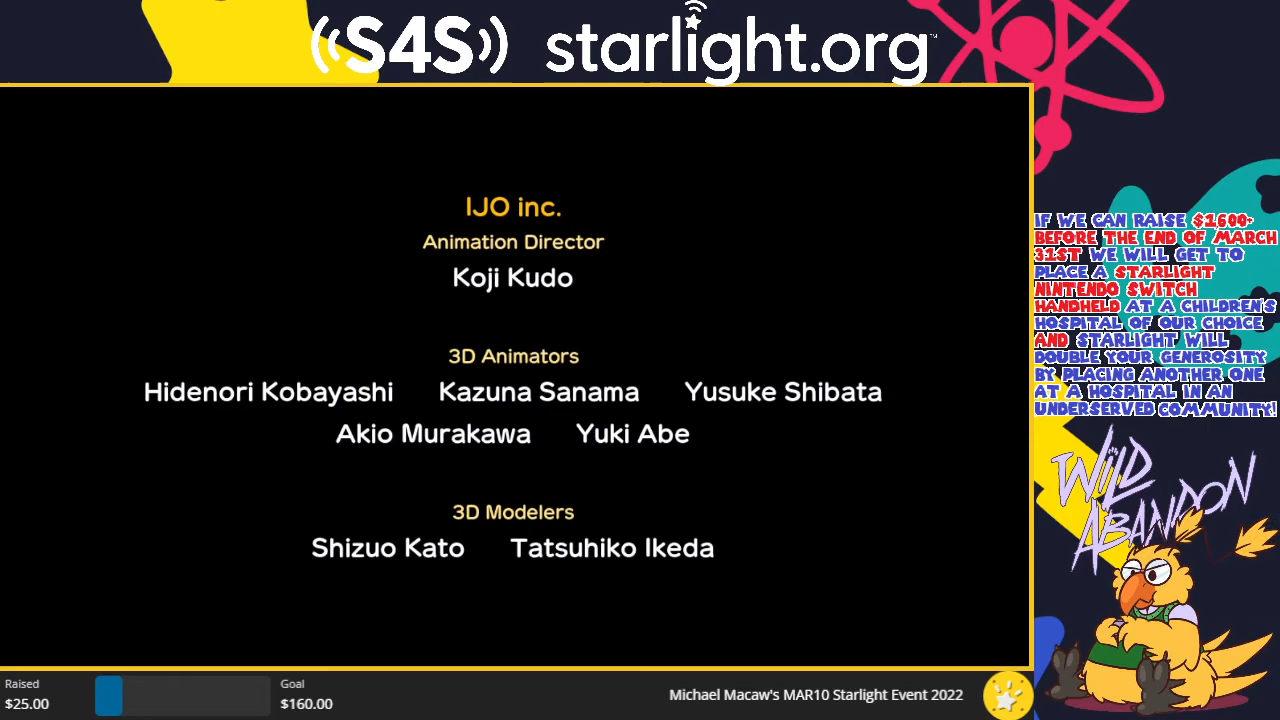 ((S4S)) starlight.org™
IJO inc.
Animation Director
Koji Kudo
3D Animators
Hidenori Kobayashi Kazuna Sanama Yusuke Shibata
Akio Murakawa Yuki Abe
3D Modelers
Shizuo Kato Tatsuhiko Ikeda
IF WE CAN RAISE $1600+
BEFORE THE END OF MARCH
31ST WE WILL GET TO
PLACE A STARLIGHT
NINTENDO SWITCH
HANDHELD AT A CHILDREN'S
HOSPITAL OF OUR CHOICE
AND STARLIGHT WILL
DOUBLE YOUR GENEROSITY
BY PLACING ANOTHER ONE
AT A HOSPITAL IN AN
UNDERSERVED COMMUNITY!
WILD
ABANDON
Raised
$25.00
Goal
$160.00
Michael Macaw's MAR10 Starlight Event 2022